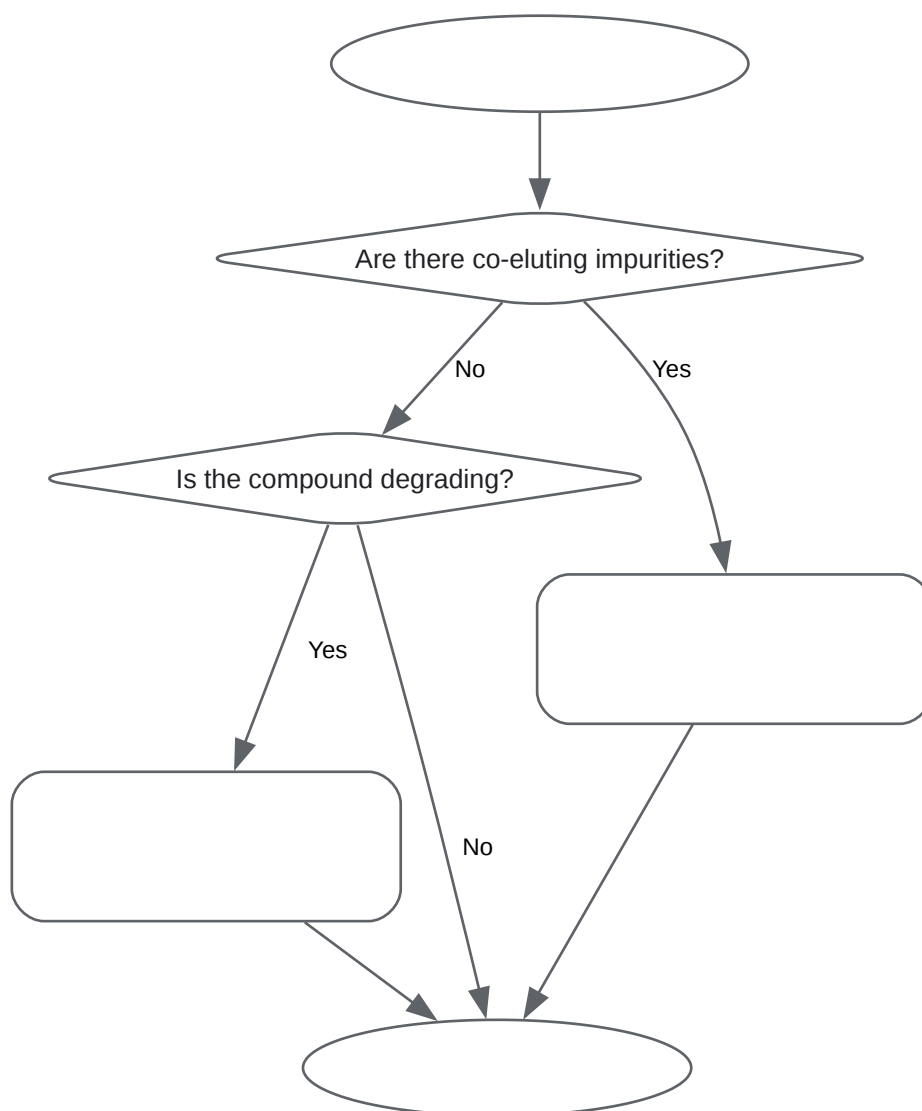 Are there co-eluting impurities?
No
Yes
Is the compound degrading?
Yes
No